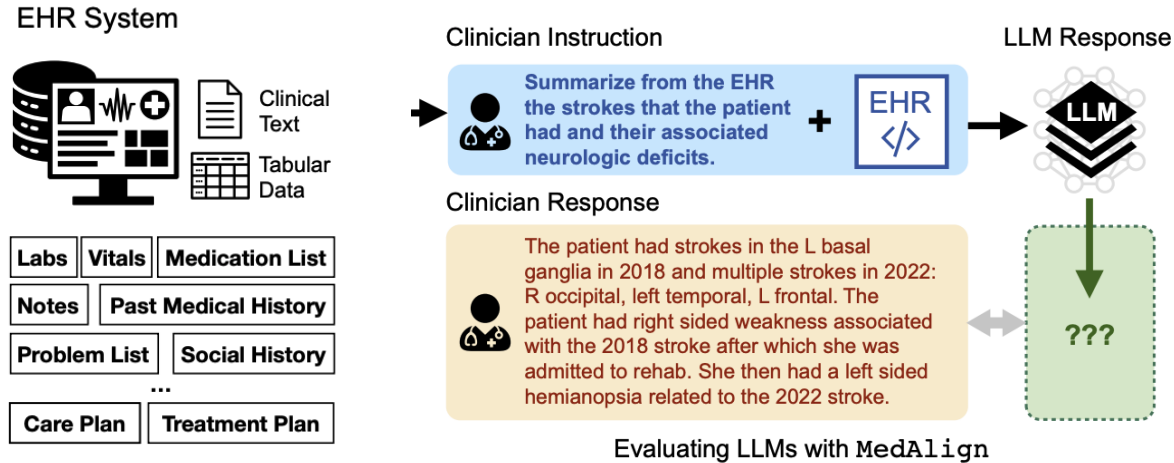 EHR System
Clinical
Text
Tabular
Data
Labs
Vitals
Medication List
Notes
Past Medical History
Problem List
Social History
...
Care Plan
Treatment Plan
Clinician Instruction
Summarize from the EHR
the strokes that the patient
had and their associated
neurologic deficits.
+
EHR
</>
LLM Response
LLM
Clinician Response
The patient had strokes in the L basal
ganglia in 2018 and multiple strokes in 2022:
R occipital, left temporal, L frontal. The
patient had right sided weakness associated
with the 2018 stroke after which she was
admitted to rehab. She then had a left sided
hemianopsia related to the 2022 stroke.
???
Evaluating LLMs with MedAlign